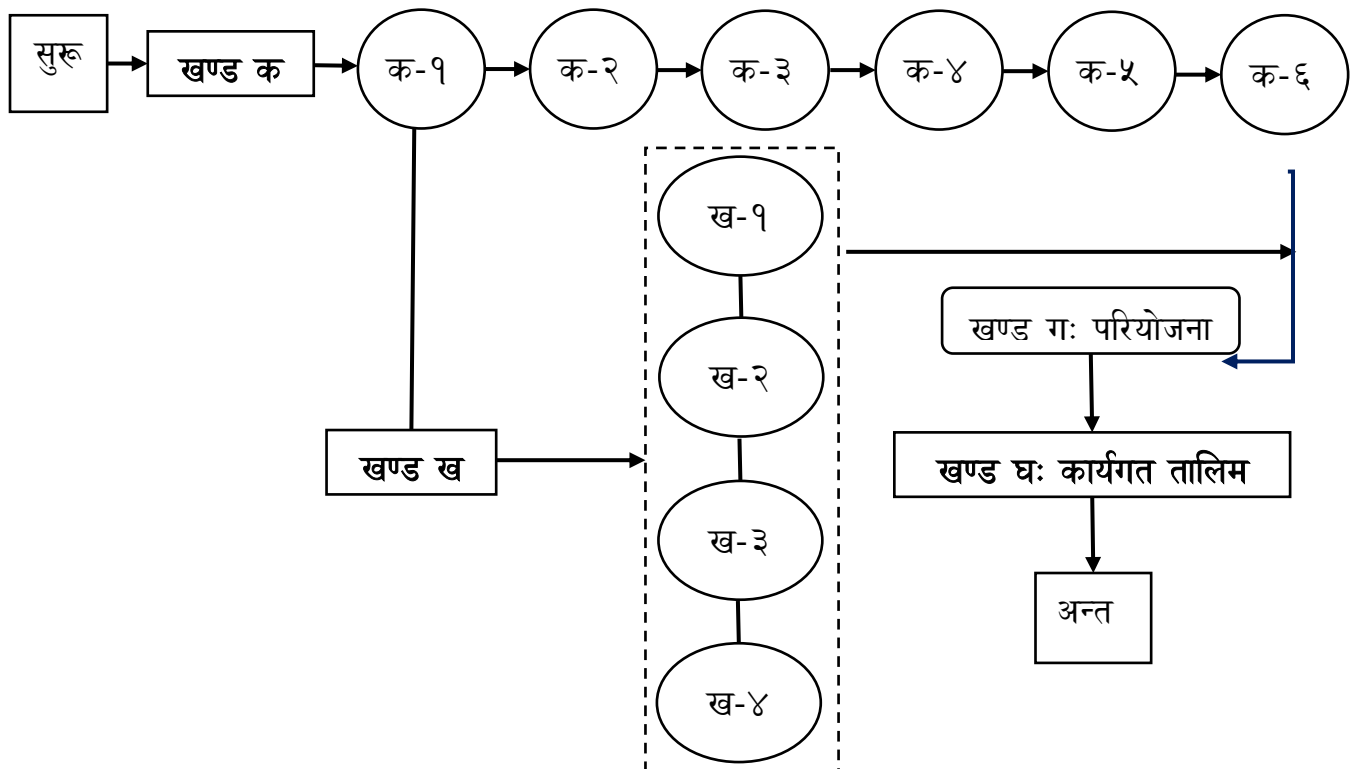 सुरू
खण्ड क
क-१
क-२
क-३
क-४
क-५
क-६
ख-१
ख-२
ख-३
ख-४
खण्ड ख
खण्ड गः परियोजना
खण्ड घः कार्यगत तालिम
अन्त